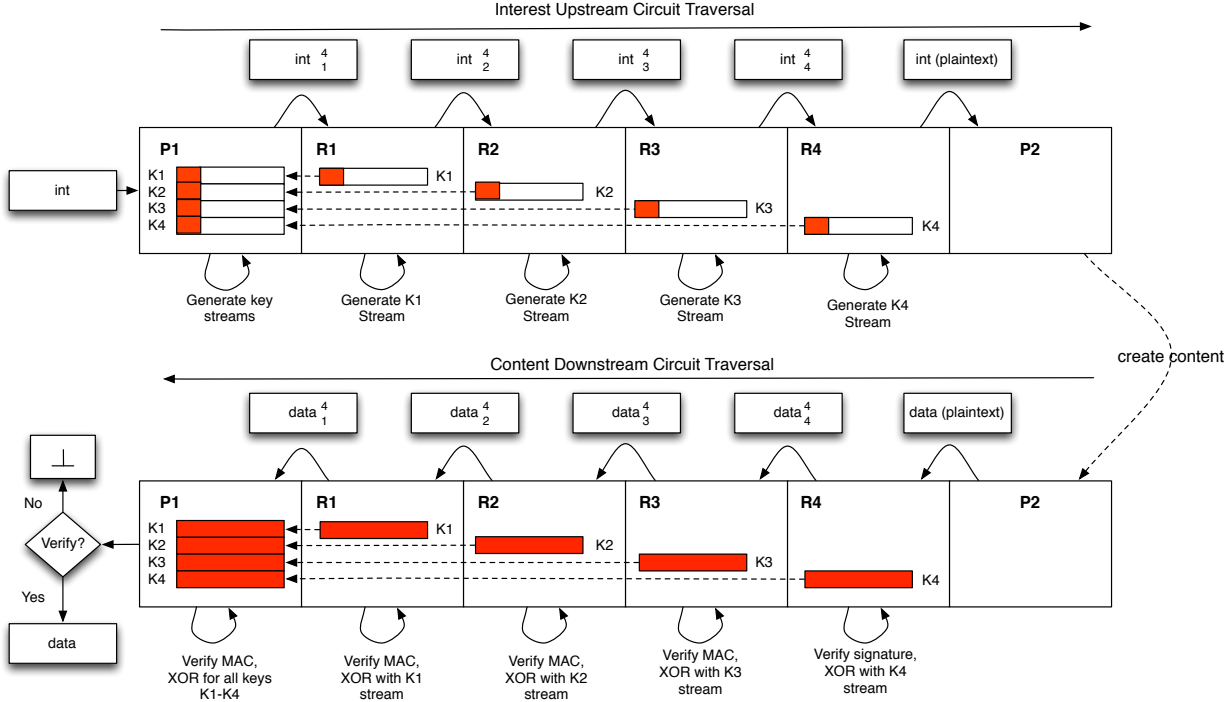 Interest Upstream Circuit Traversal
int 4 1
int 4 2
int 4 3
int 4 4
int (plaintext)
P1
R1
R2
R3
R4
P2
int
K1
K2
K3
K4
K1
K2
K3
K4
Generate key
streams
Generate K1
Stream
Generate K2
Stream
Generate K3
Stream
Generate K4
Stream
create content
Content Downstream Circuit Traversal
data 4 1
data 4 2
data 4 3
data 4 4
data (plaintext)
⊥
No
Verify?
Yes
data
P1
R1
R2
R3
R4
P2
K1
K2
K3
K4
K1
K2
K3
K4
Verify MAC,
XOR for all keys
K1-K4
Verify MAC,
XOR with K1
stream
Verify MAC,
XOR with K2
stream
Verify MAC,
XOR with K3
stream
Verify signature,
XOR with K4
stream